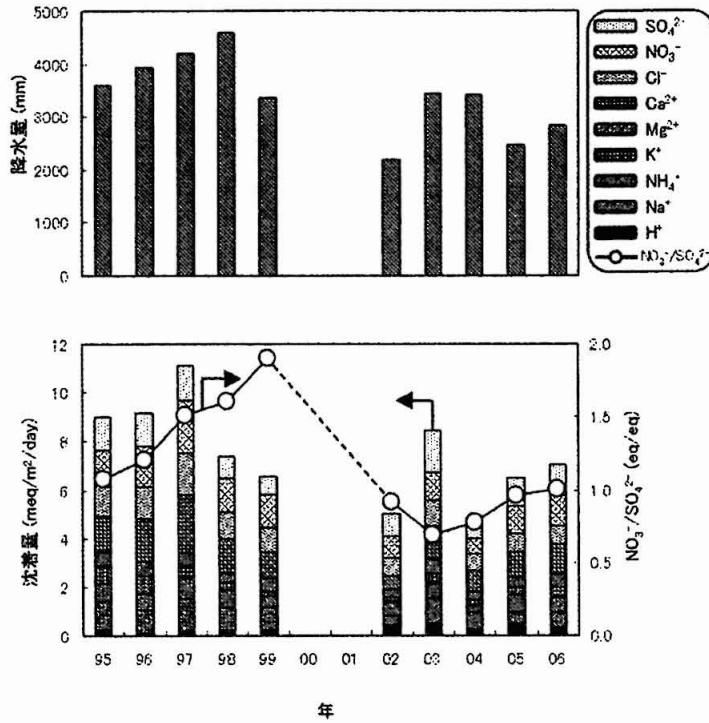 5000
4000
3000
2000
1000
0
降水量 (mm)
SO₄²⁻
NO₃⁻
Cl⁻
Ca²⁺
Mg²⁺
K⁺
NH₄⁺
Na⁺
H⁺
NO₃⁻/SO₄²⁻
12
10
8
6
4
2
0
沈着量 (meq/m²/day)
2.0
1.5
1.0
0.5
0.0
NO₃⁻/SO₄²⁻ (eq/eq)
95 96 97 98 99 00 01 02 03 04 05 06
年